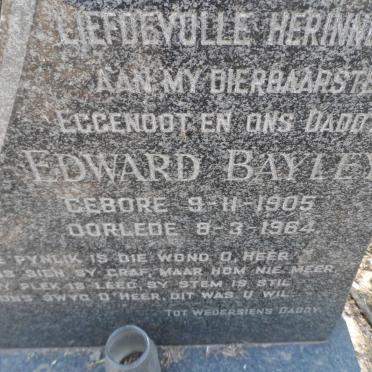 LIEFDEVOLLE HERINN
AAN MY DIERBAARSTE
EGGENOOT EN ONS DADDY
EDWARD BAYLEY
GEBORE 9-11-1905
OORLEDE 8-3-1964
PYNLIK IS DIE WOND O, HEER
SIEN SY GRAF, MAAR HOM NIE MEER
PLEK IS LEEG, SY STEM IS STIL
ONS SWYG O' HEER, DIT WAS U WIL
TOT WEDERSIENS DADDY.